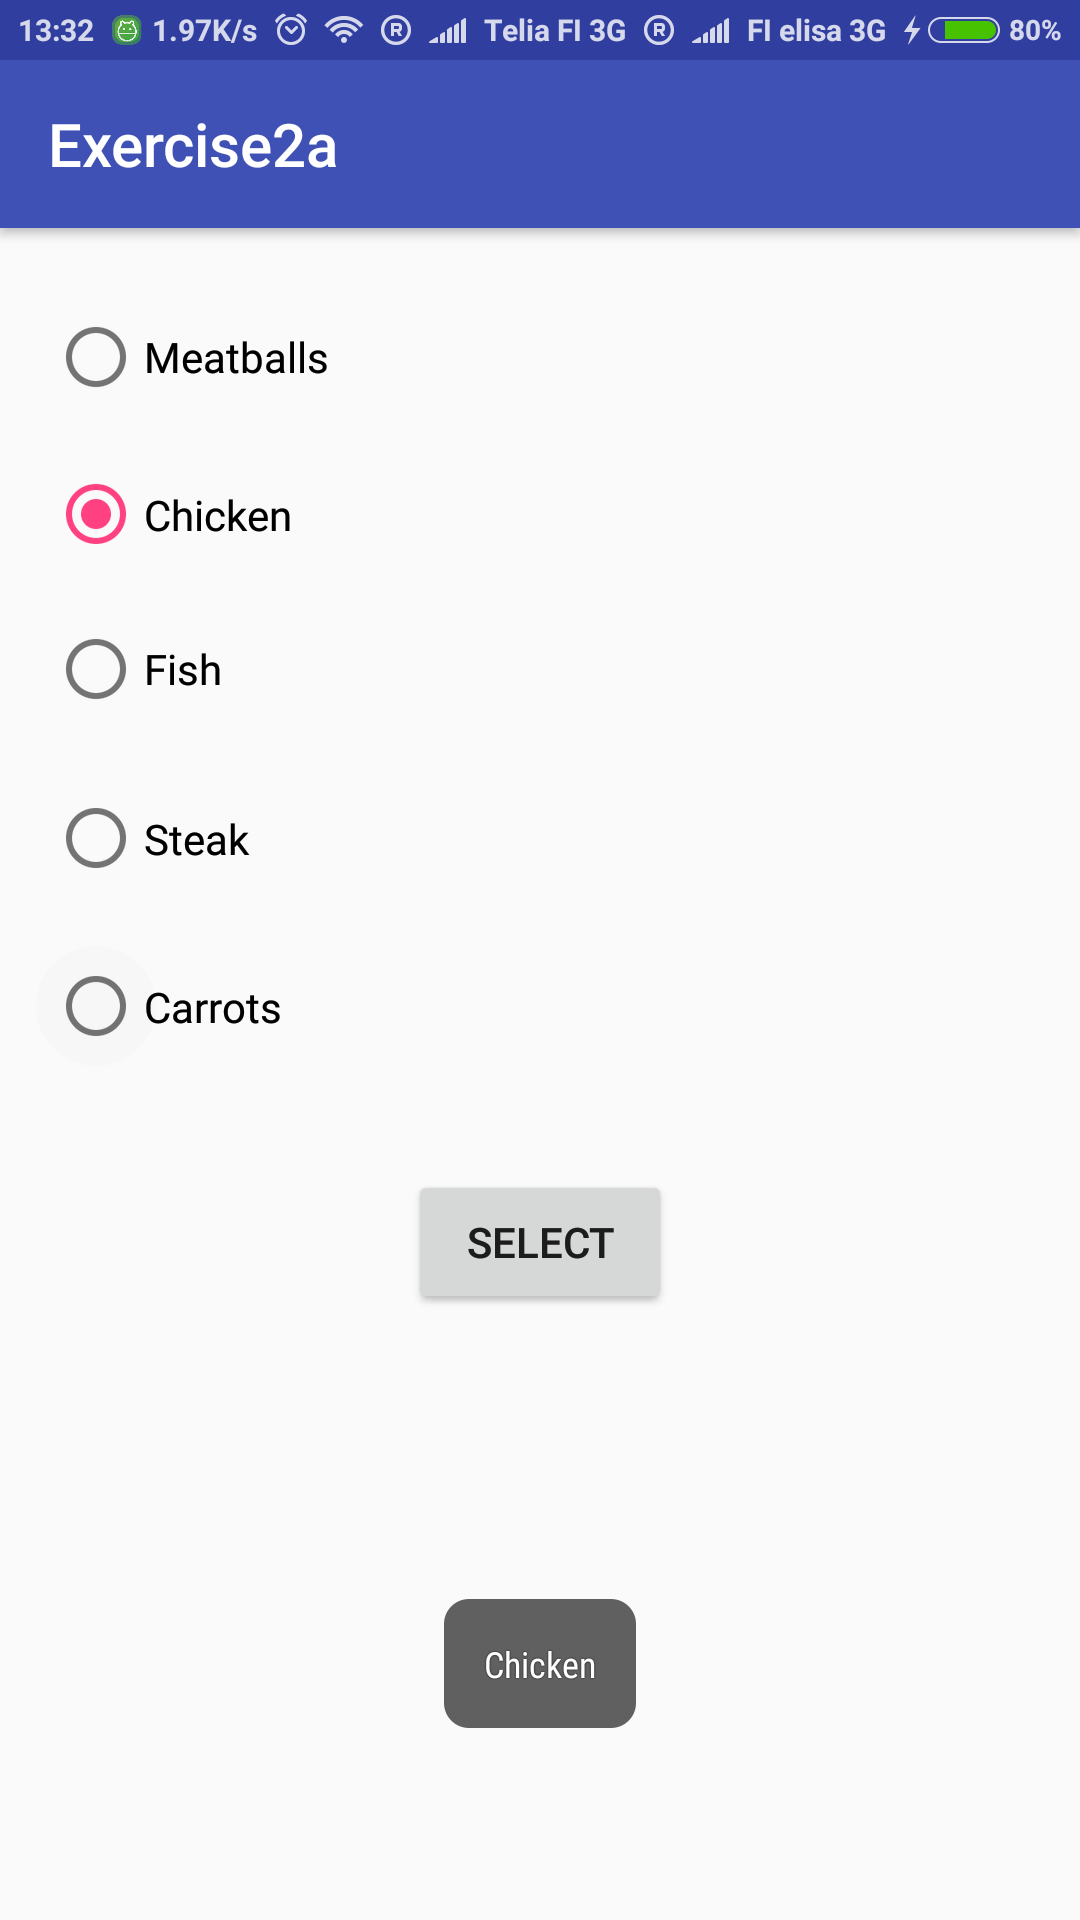 13:32 1.97K/s R Telia FI 3G R FI elisa 3G 80%
Exercise2a
Meatballs
Chicken
Fish
Steak
Carrots
SELECT
Chicken